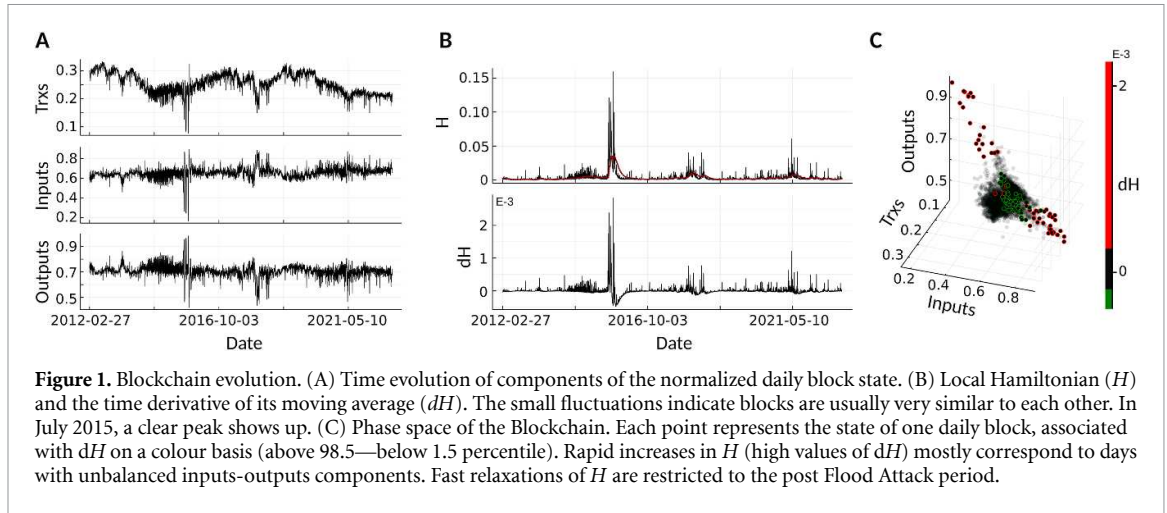 A
B
C
0.3
0.2
0.1
Trxs
0.8
0.6
0.4
0.2
Inputs
0.9
0.7
0.5
Outputs
2012-02-27 2016-10-03 2021-05-10
Date
0.15
0.10
0.05
0
H
E-3
2
1
0
dH
2012-02-27 2016-10-03 2021-05-10
Date
0.9
0.7
0.5
Outputs
0.1
0.2
0.3
Trxs
0.2 0.4 0.6 0.8
Inputs
E-3
2
dH
0
Figure 1. Blockchain evolution. (A) Time evolution of components of the normalized daily block state. (B) Local Hamiltonian (H)
and the time derivative of its moving average (dH). The small fluctuations indicate blocks are usually very similar to each other. In
July 2015, a clear peak shows up. (C) Phase space of the Blockchain. Each point represents the state of one daily block, associated
with dH on a colour basis (above 98.5—below 1.5 percentile). Rapid increases in H (high values of dH) mostly correspond to days
with unbalanced inputs-outputs components. Fast relaxations of H are restricted to the post Flood Attack period.